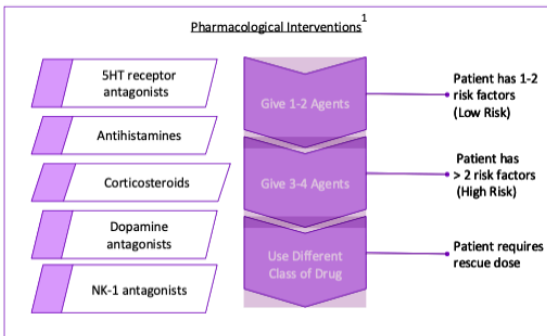 Pharmacological Interventions1
5HT receptor
antagonists
Antihistamines
Corticosteroids
Dopamine
antagonists
NK-1 antagonists
Give 1-2 Agents
Give 3-4 Agents
Use Different
Class of Drug
Patient has 1-2
risk factors
(Low Risk)
Patient has
> 2 risk factors
(High Risk)
Patient requires
rescue dose